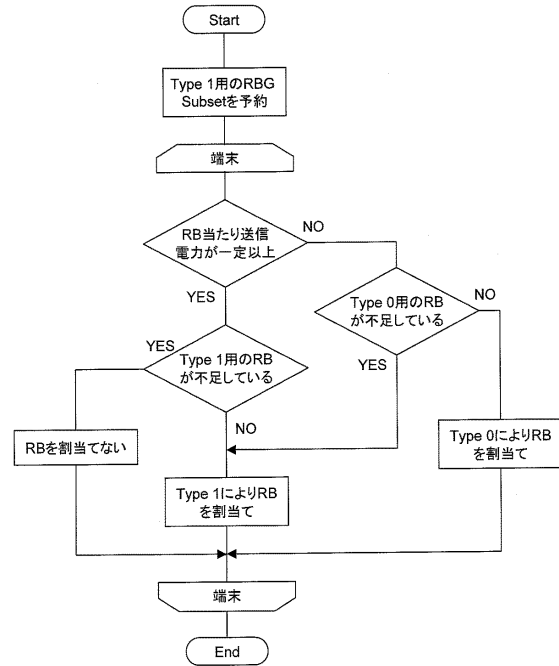 Start
Type 1用のRBG
Subsetを予約
端末
RB当たり送信
電力が一定以上
NO
YES
Type 0用のRB
が不足している
NO
YES
YES
Type 1用のRB
が不足している
NO
RBを割当てない
Type 0によりRB
を割当て
Type 1によりRB
を割当て
端末
End